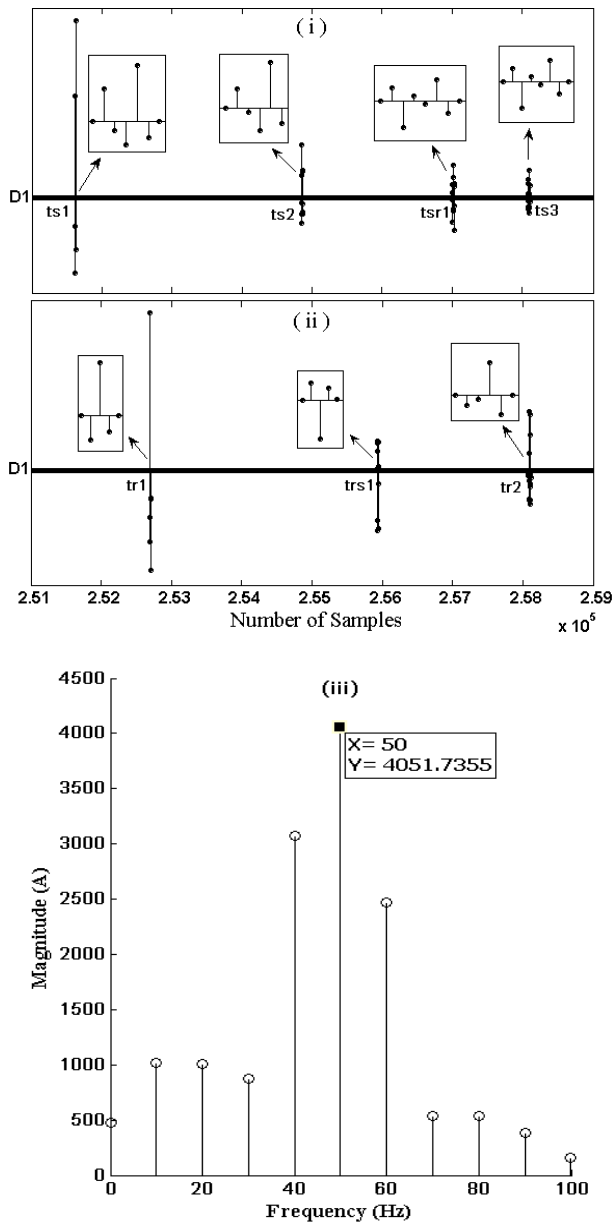 ( i )
D1
ts1
ts2
tsr1
ts3
( ii )
D1
tr1
trs1
tr2
2.51 2.52 2.53 2.54 2.55 2.56 2.57 2.58 2.59
Number of Samples
x 10⁵
(iii)
4500
4000
3500
3000
2500
2000
1500
1000
500
0
X= 50
Y= 4051.7355
Magnitude (A)
0 20 40 60 80 100
Frequency (Hz)